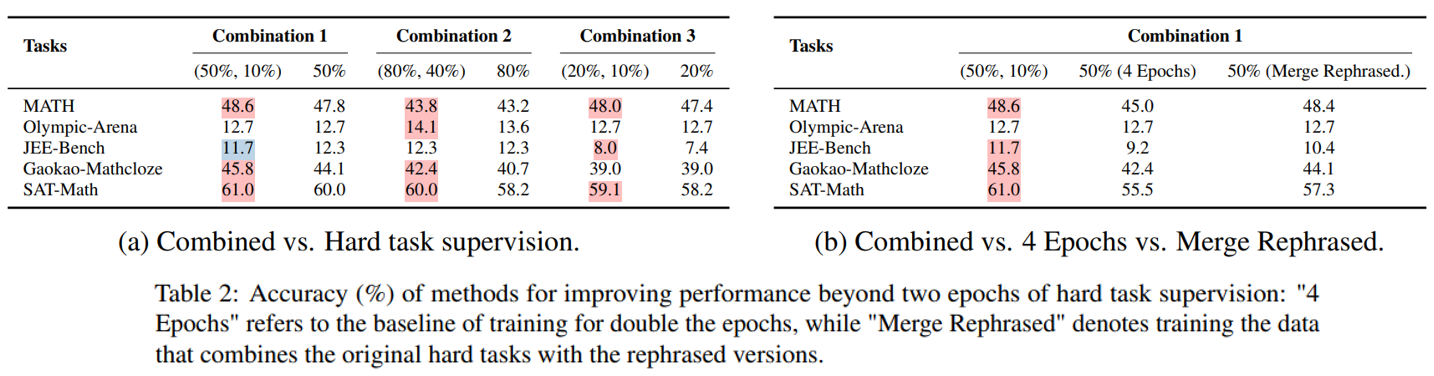 Tasks Combination 1 Combination 2 Combination 3
(50%, 10%) 50% (80%, 40%) 80% (20%, 10%) 20%
MATH 48.6 47.8 43.8 43.2 48.0 47.4
Olympic-Arena 12.7 12.7 14.1 13.6 12.7 12.7
JEE-Bench 11.7 12.3 12.3 12.3 8.0 7.4
Gaokao-Mathcloze 45.8 44.1 42.4 40.7 39.0 39.0
SAT-Math 61.0 60.0 60.0 58.2 59.1 58.2
(a) Combined vs. Hard task supervision.
Tasks Combination 1
(50%, 10%) 50% (4 Epochs) 50% (Merge Rephrased.)
MATH 48.6 45.0 48.4
Olympic-Arena 12.7 12.7 12.7
JEE-Bench 11.7 9.2 10.4
Gaokao-Mathcloze 45.8 42.4 44.1
SAT-Math 61.0 55.5 57.3
(b) Combined vs. 4 Epochs vs. Merge Rephrased.
Table 2: Accuracy (%) of methods for improving performance beyond two epochs of hard task supervision: "4
Epochs" refers to the baseline of training for double the epochs, while "Merge Rephrased" denotes training the data
that combines the original hard tasks with the rephrased versions.